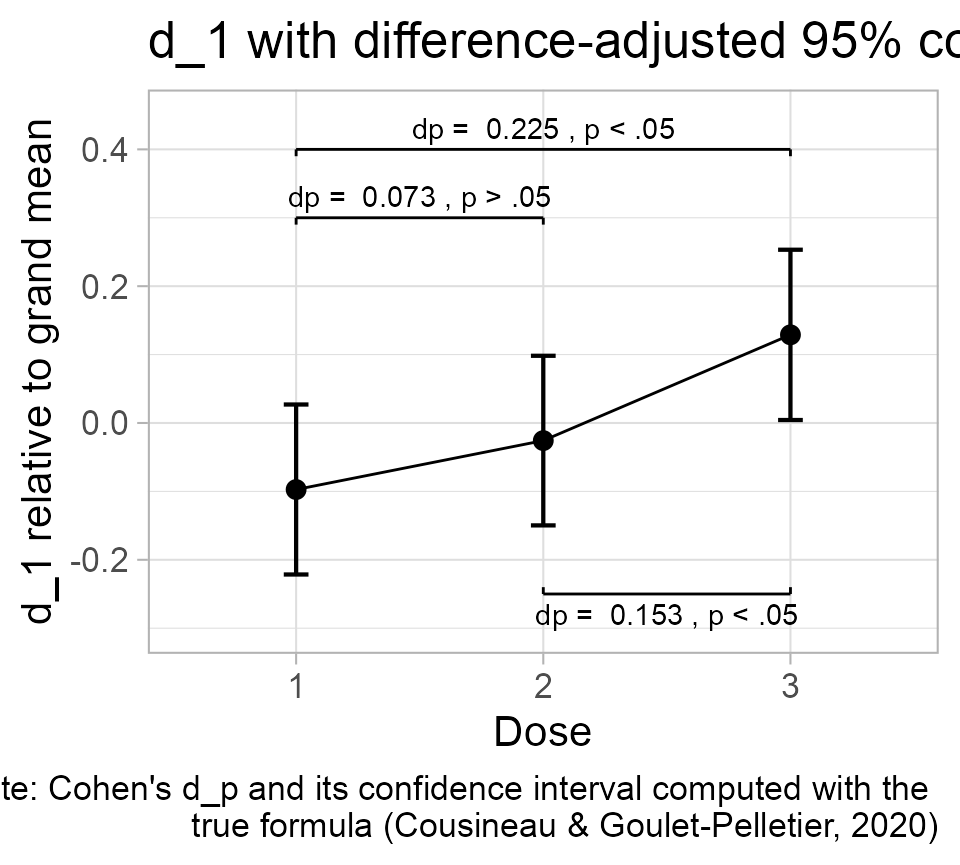 d_1 with difference-adjusted 95% co
dp = 0.225 , p < .05
dp = 0.073 , p > .05
dp = 0.153 , p < .05
0.4
0.2
0.0
-0.2
d_1 relative to grand mean
1 2 3
Dose
te: Cohen's d_p and its confidence interval computed with the
true formula (Cousineau & Goulet-Pelletier, 2020)